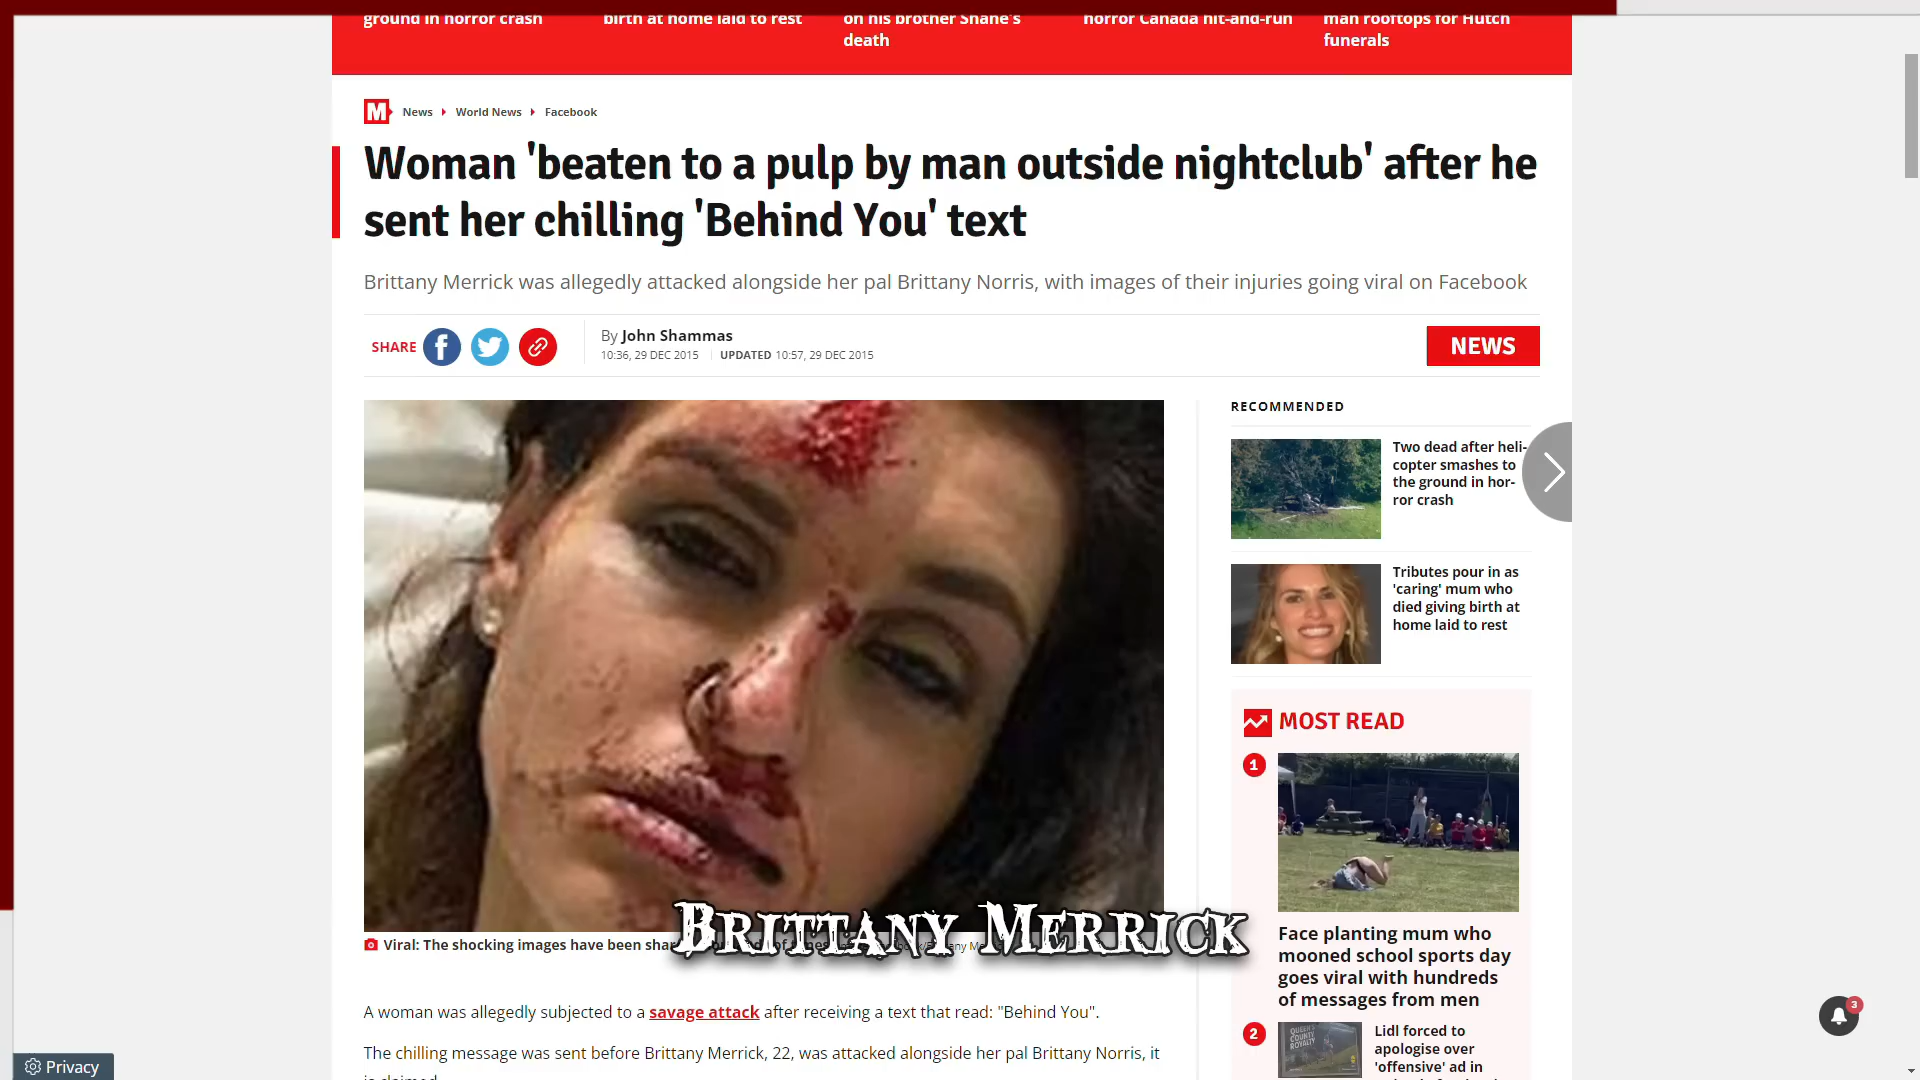 ground in horror crash
birth at home laid to rest
on his brother Shane's
death
horror Canada hit-and-run
man rooftops for Hutch
funerals
M News World News Facebook
Woman 'beaten to a pulp by man outside nightclub' after he
sent her chilling 'Behind You' text
Brittany Merrick was allegedly attacked alongside her pal Brittany Norris, with images of their injuries going viral on Facebook
SHARE
By John Shammas
10:36, 29 DEC 2015 UPDATED 10:57, 29 DEC 2015
NEWS
RECOMMENDED
Two dead after heli-
copter smashes to
the ground in hor-
ror crash
Tributes pour in as
'caring' mum who
died giving birth at
home laid to rest
MOST READ
1
Face planting mum who
mooned school sports day
goes viral with hundreds
of messages from men
2
QUEEN'S
COUNTY
ROYALTY
Lidl forced to
apologise over
'offensive' ad in
Viral: The shocking images have been
Brittany Merrick
A woman was allegedly subjected to a savage attack after receiving a text that read: "Behind You".
The chilling message was sent before Brittany Merrick, 22, was attacked alongside her pal Brittany Norris, it
is claimed
3
Privacy